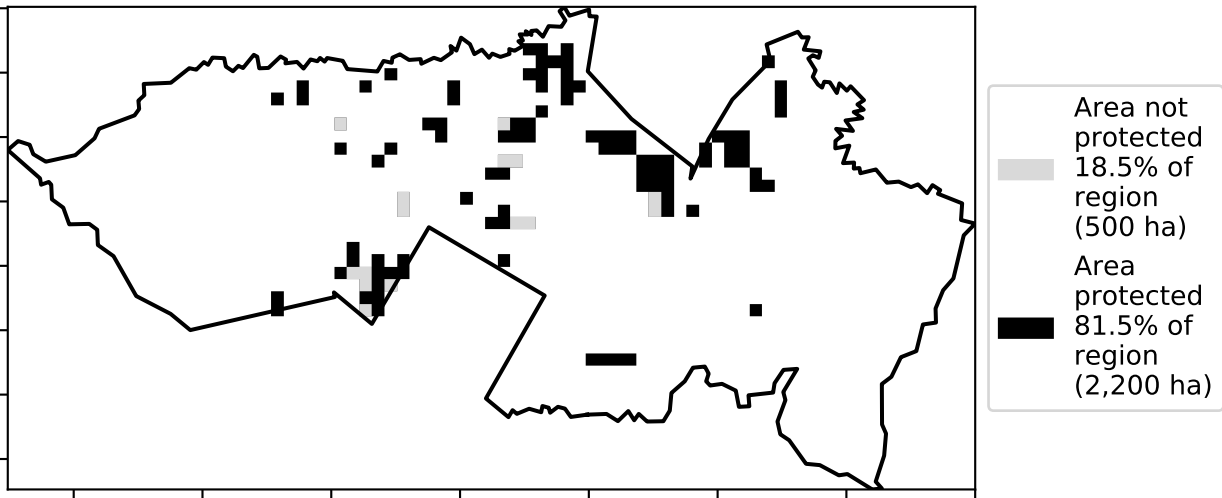 Area not
protected
18.5% of
region
(500 ha)
Area
protected
81.5% of
region
(2,200 ha)